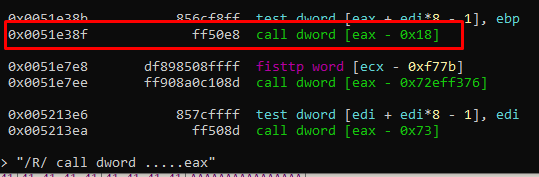 0x0051e38b 856cf8ff test dword [eax + edi*8 - 1], ebp
0x0051e38f ff50e8 call dword [eax - 0x18]
0x0051e7e8 df898508ffff fisttp word [ecx - 0xf77b]
0x0051e7ee ff908a0c108d call dword [eax - 0x72eff376]
0x005213e6 857cffff test dword [edi + edi*8 - 1], edi
0x005213ea ff508d call dword [eax - 0x73]
> "/R/ call dword .....eax"